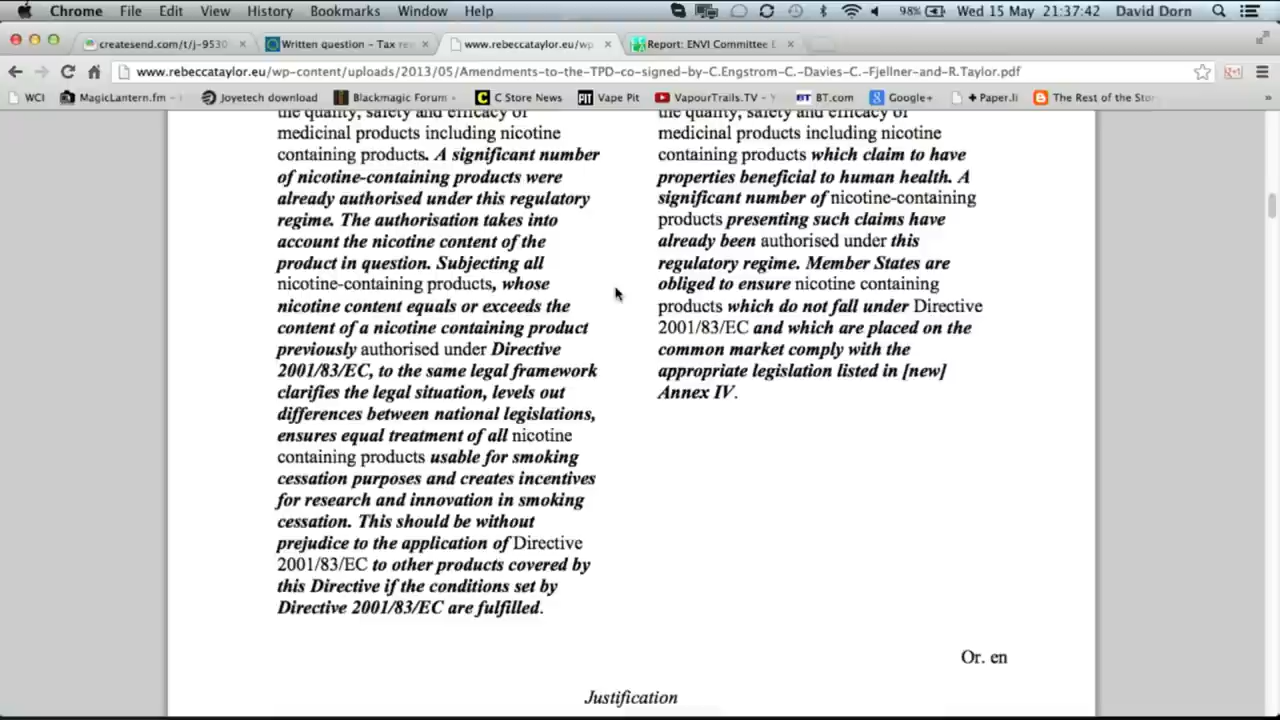 Chrome File Edit View History Bookmarks Window Help 98% Wed 15 May 21:37:42 David Dorn
createsend.com/t/j-9530
Written question – Tax re
www.rebeccataylor.eu/wp
Report: ENVI Committee E
www.rebeccataylor.eu/wp-content/uploads/2013/05/Amendments-to-the-TPD-co-signed-by-C.Engstrom-C.-Davies-C.-Fjellner-and-R.Taylor.pdf
WCI MagicLantern.fm – Joyetech download Blackmagic Forum C Store News PIT Vape Pit VapourTrails.TV – BT BT.com Google+ + Paper.li The Rest of the Stor »
the quality, safety and efficacy of
medicinal products including nicotine
containing products. A significant number
of nicotine-containing products were
already authorised under this regulatory
regime. The authorisation takes into
account the nicotine content of the
product in question. Subjecting all
nicotine-containing products, whose
nicotine content equals or exceeds the
content of a nicotine containing product
previously authorised under Directive
2001/83/EC, to the same legal framework
clarifies the legal situation, levels out
differences between national legislations,
ensures equal treatment of all nicotine
containing products usable for smoking
cessation purposes and creates incentives
for research and innovation in smoking
cessation. This should be without
prejudice to the application of Directive
2001/83/EC to other products covered by
this Directive if the conditions set by
Directive 2001/83/EC are fulfilled.
the quality, safety and efficacy of
medicinal products including nicotine
containing products which claim to have
properties beneficial to human health. A
significant number of nicotine-containing
products presenting such claims have
already been authorised under this
regulatory regime. Member States are
obliged to ensure nicotine containing
products which do not fall under Directive
2001/83/EC and which are placed on the
common market comply with the
appropriate legislation listed in [new]
Annex IV.
Or. en
Justification